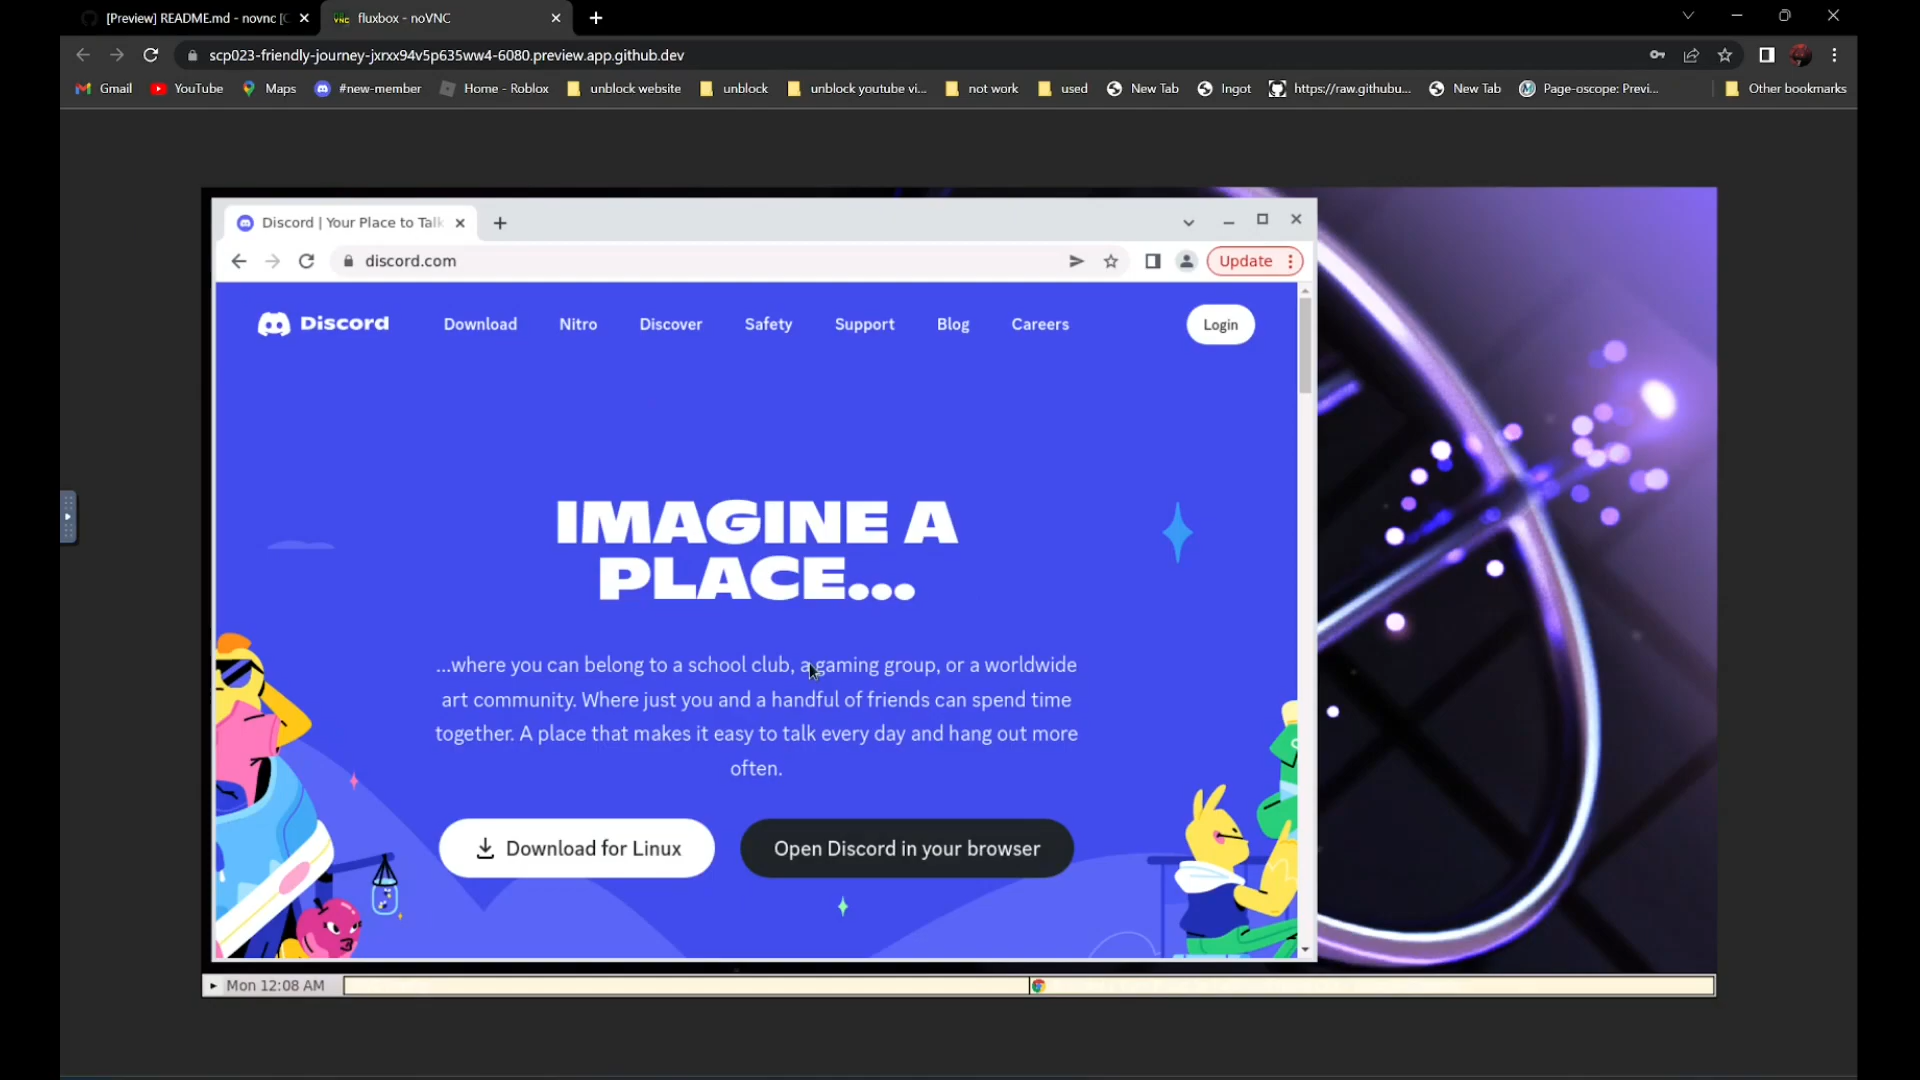 [Preview] README.md - novnc [C
fluxbox - noVNC
scp023-friendly-journey-jxrxx94v5p635ww4-6080.preview.app.github.dev
Gmail YouTube Maps #new-member Home - Roblox unblock website unblock unblock youtube vi... not work used New Tab Ingot https://raw.githubu... New Tab Page-oscope: Previ... Other bookmarks
Discord | Your Place to Talk
discord.com
Update
Discord Download Nitro Discover Safety Support Blog Careers Login
IMAGINE A
PLACE...
...where you can belong to a school club, a gaming group, or a worldwide
art community. Where just you and a handful of friends can spend time
together. A place that makes it easy to talk every day and hang out more
often.
Download for Linux
Open Discord in your browser
Mon 12:08 AM